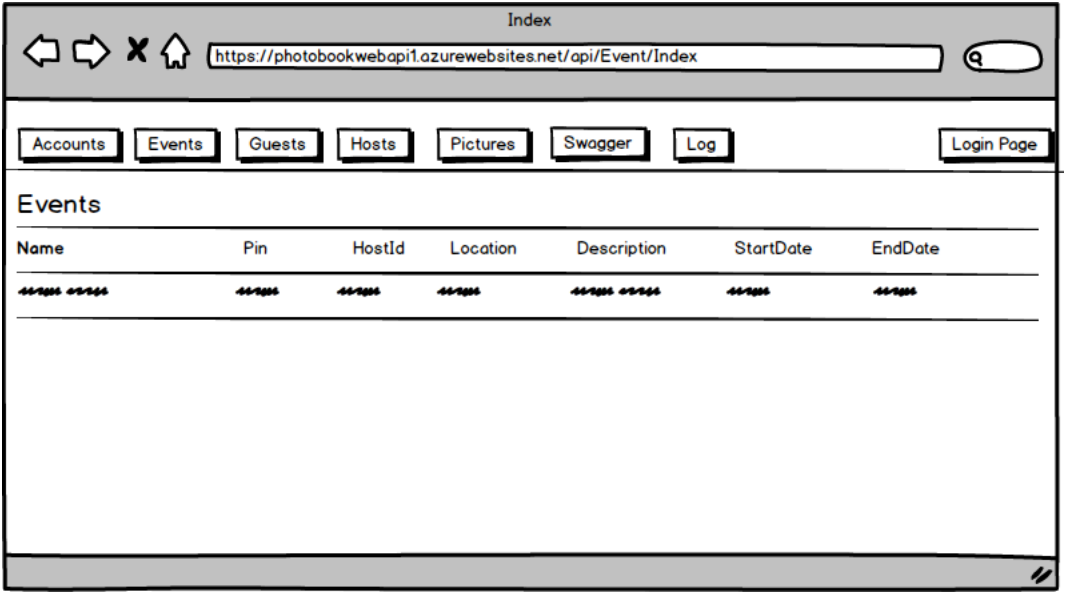 Index
https://photobookwebapi1.azurewebsites.net/api/Event/Index
Accounts Events Guests Hosts Pictures Swagger Log Login Page
Events
Name Pin HostId Location Description StartDate EndDate